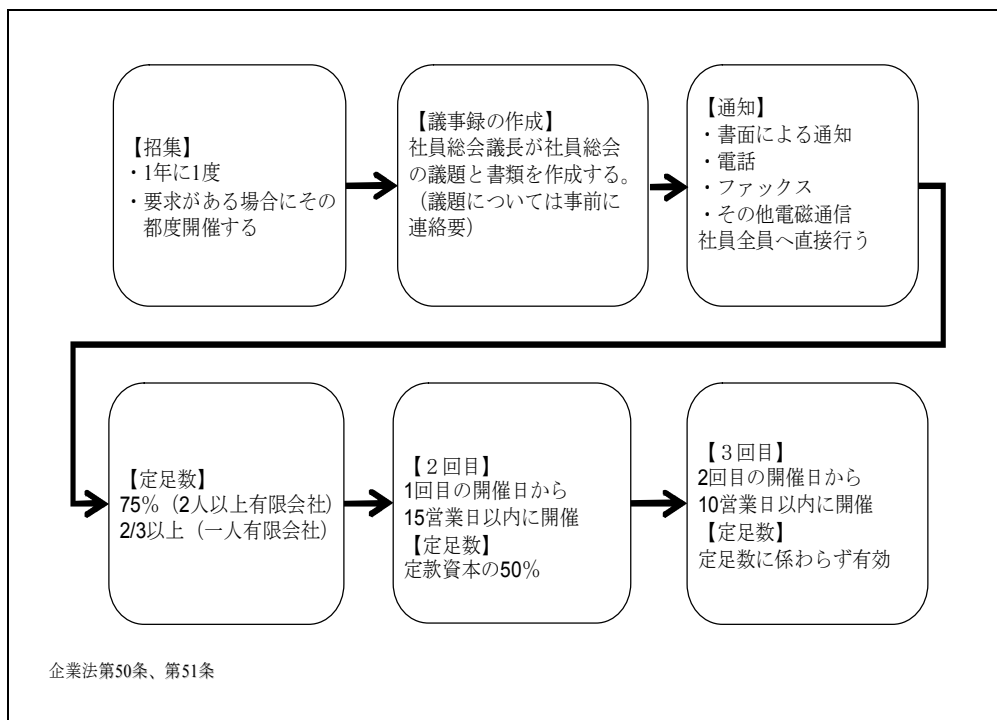 【招集】
・1年に1度
・要求がある場合にその
都度開催する
【議事録の作成】
社員総会議長が社員総会
の議題と書類を作成する。
（議題については事前に
連絡要）
【通知】
・書面による通知
・電話
・ファックス
・その他電磁通信
社員全員へ直接行う
【定足数】
75%（2人以上有限会社）
2/3以上（一人有限会社）
【２回目】
1回目の開催日から
15営業日以内に開催
【定足数】
定款資本の50%
【３回目】
2回目の開催日から
10営業日以内に開催
【定足数】
定足数に係わらず有効
企業法第50条、第51条